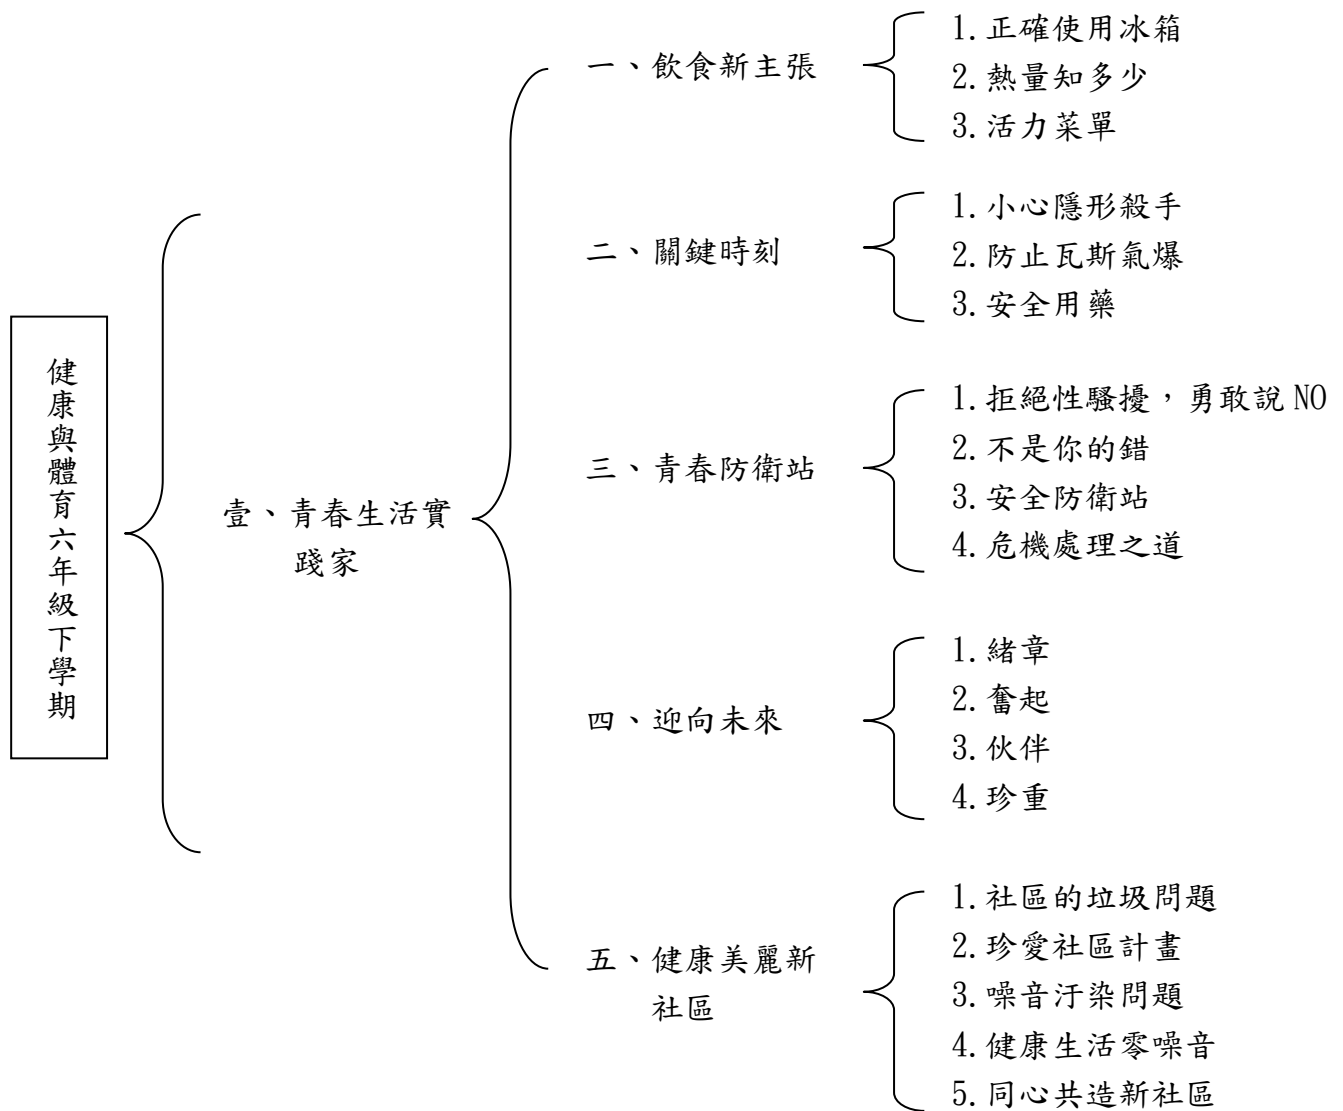 健康與體育六年級下學期
壹、青春生活實
踐家
一、飲食新主張
1.正確使用冰箱
2.熱量知多少
3.活力菜單
二、關鍵時刻
1.小心隱形殺手
2.防止瓦斯氣爆
3.安全用藥
三、青春防衛站
1.拒絕性騷擾，勇敢說 NO
2.不是你的錯
3.安全防衛站
4.危機處理之道
四、迎向未來
1.緒章
2.奮起
3.伙伴
4.珍重
五、健康美麗新
社區
1.社區的垃圾問題
2.珍愛社區計畫
3.噪音汙染問題
4.健康生活零噪音
5.同心共造新社區